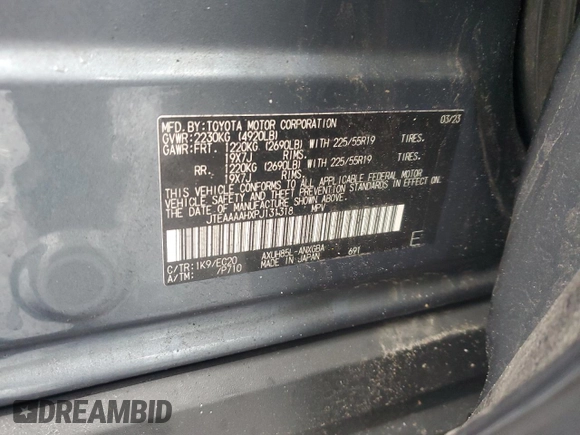 MFD. BY: TOYOTA MOTOR CORPORATION 03/23
GVWR: 2230KG (4920LB)
GAWR: FRT. 1220KG (2690LB) WITH 225/55R19 TIRES.
19X7J RIMS.
RR. 1220KG (2690LB) WITH 225/55R19 TIRES.
19X7J RIMS.
THIS VEHICLE CONFORMS TO ALL APPLICABLE FEDERAL MOTOR
VEHICLE SAFETY AND THEFT PREVENTION STANDARDS IN EFFECT ON
THE DATE OF MANUFACTURE SHOWN ABOVE.
JTEAAAAHXPJ131318 MPV
C/TR: 1K9/EC20 AXUH85L-ANXGBA E
A/TM: /P710 MADE IN JAPAN 691
DREAMBID